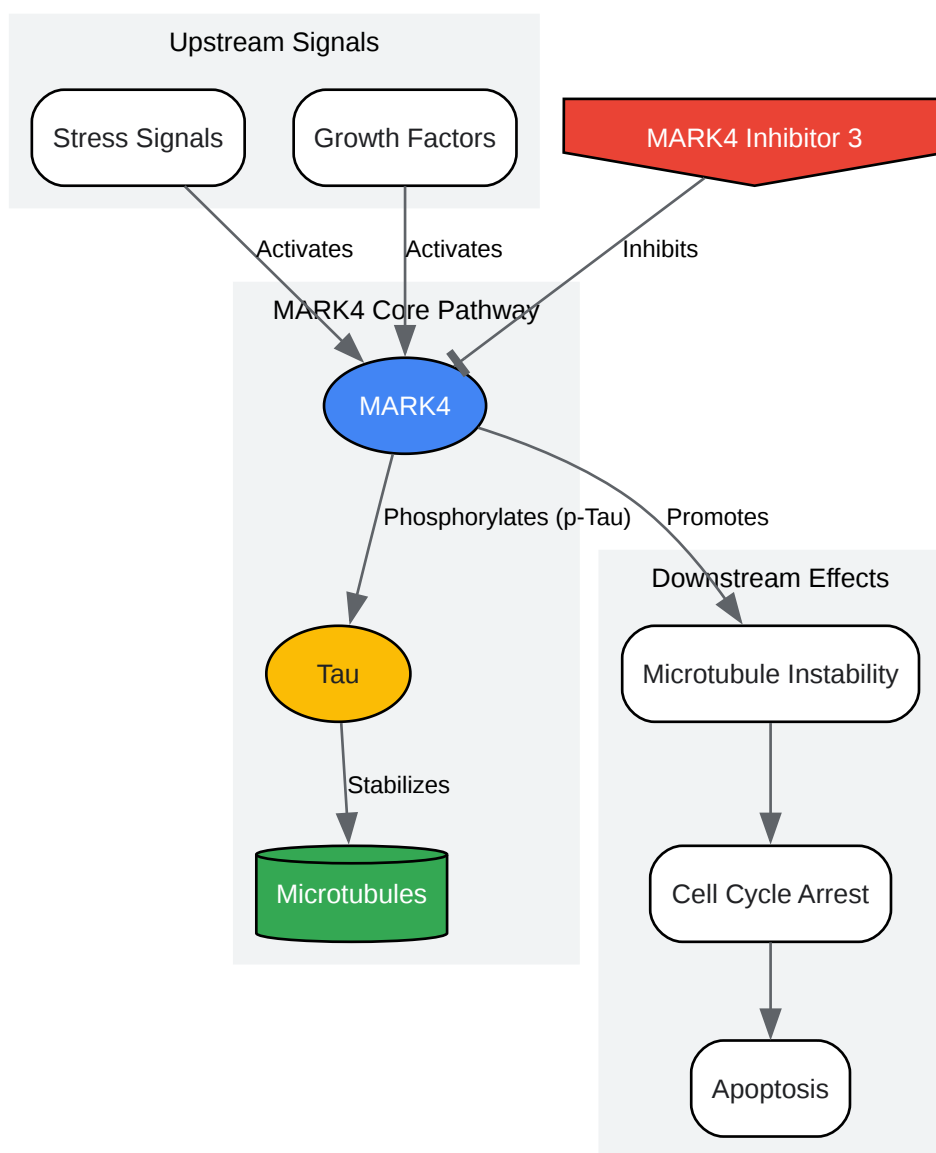 Upstream Signals
Stress Signals
Growth Factors
MARK4 Inhibitor 3
Activates
Activates
Inhibits
MARK4 Core Pathway
MARK4
Phosphorylates (p-Tau)
Promotes
Downstream Effects
Tau
Microtubule Instability
Stabilizes
Microtubules
Cell Cycle Arrest
Apoptosis